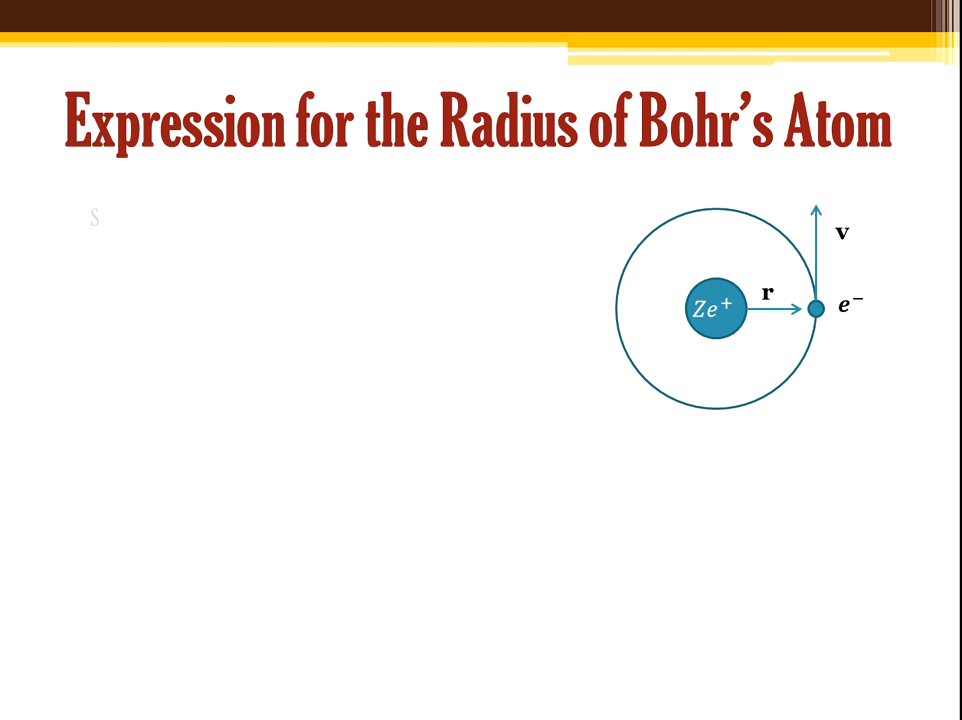 Expression for the Radius of Bohr’s Atom
S
v
r
Ze⁺
e⁻